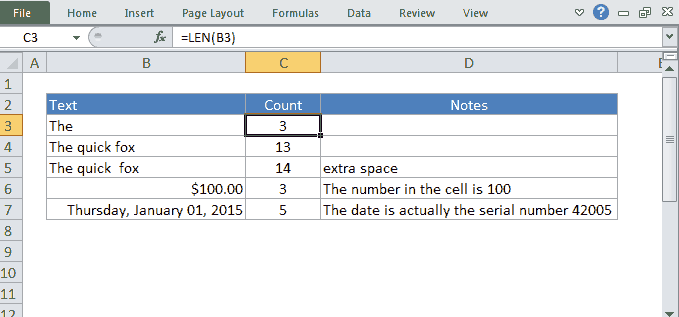 File Home Insert Page Layout Formulas Data Review View
C3 fx =LEN(B3)
A B C D E
1
2 Text Count Notes
3 The 3
4 The quick fox 13
5 The quick  fox 14 extra space
6 $100.00 3 The number in the cell is 100
7 Thursday, January 01, 2015 5 The date is actually the serial number 42005
8
9
10
11
12